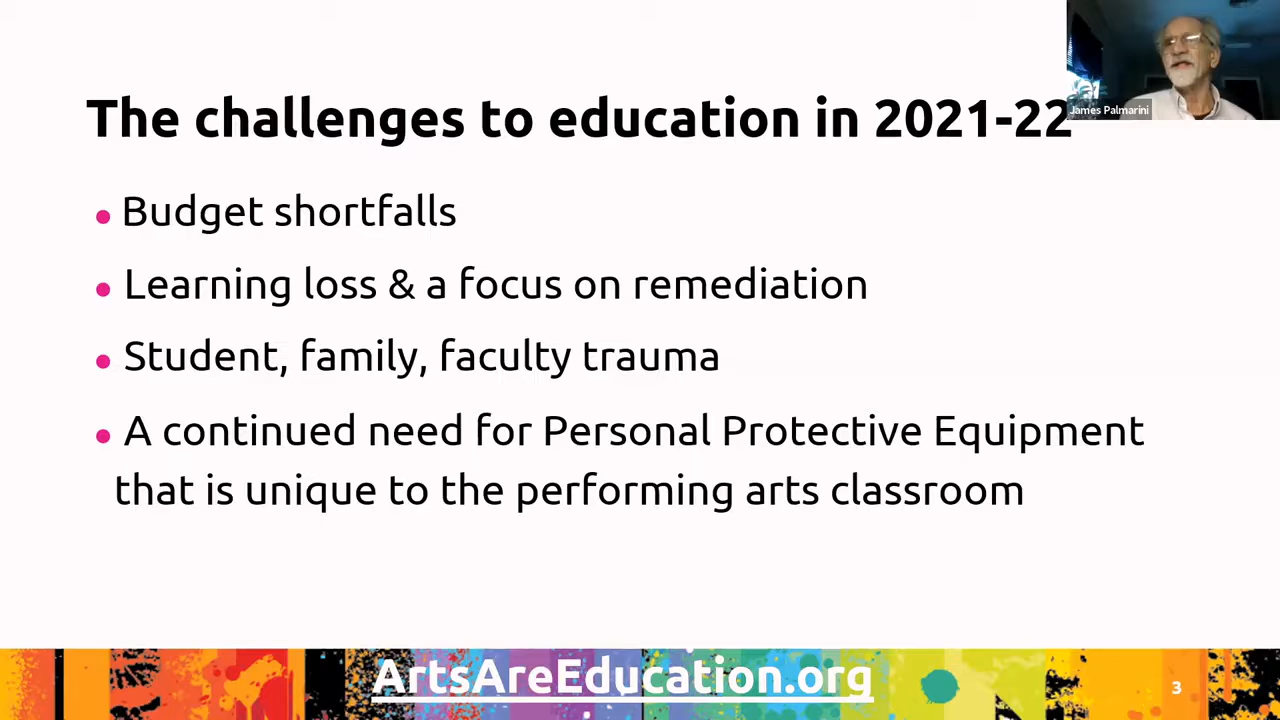 The challenges to education in 2021-22
James Palmarini
● Budget shortfalls
● Learning loss & a focus on remediation
● Student, family, faculty trauma
● A continued need for Personal Protective Equipment
that is unique to the performing arts classroom
ArtsAreEducation.org
3